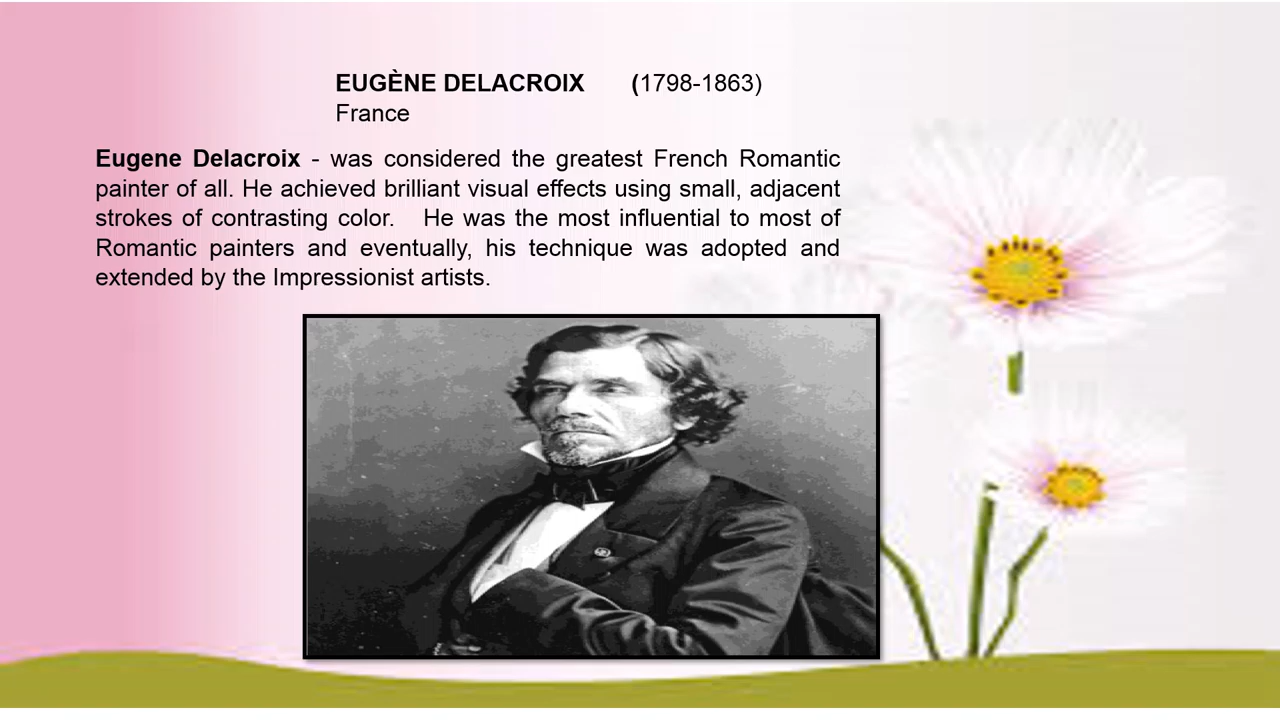 EUGÈNE DELACROIX (1798-1863)
France
Eugene Delacroix - was considered the greatest French Romantic
painter of all. He achieved brilliant visual effects using small, adjacent
strokes of contrasting color. He was the most influential to most of
Romantic painters and eventually, his technique was adopted and
extended by the Impressionist artists.